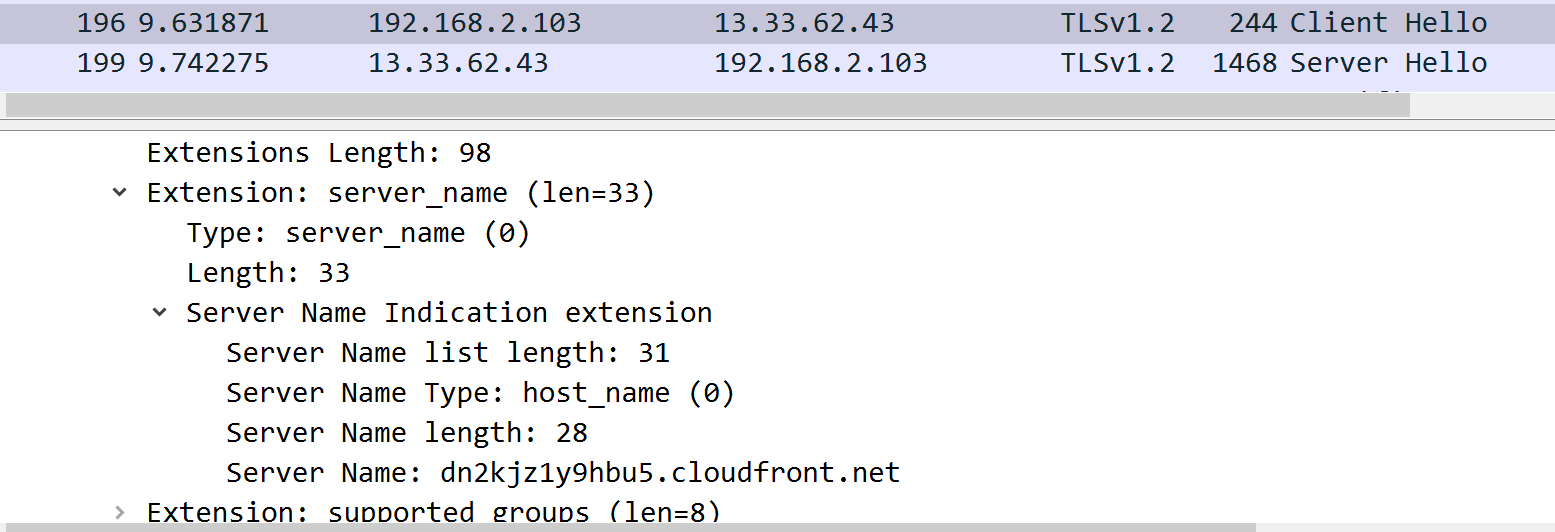 196 9.631871 192.168.2.103 13.33.62.43 TLSv1.2 244 Client Hello
199 9.742275 13.33.62.43 192.168.2.103 TLSv1.2 1468 Server Hello
Extensions Length: 98
Extension: server_name (len=33)
Type: server_name (0)
Length: 33
Server Name Indication extension
Server Name list length: 31
Server Name Type: host_name (0)
Server Name length: 28
Server Name: dn2kjz1y9hbu5.cloudfront.net
Extension: supported_groups (len=8)